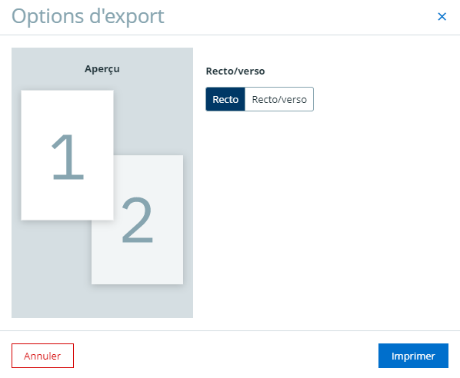 Options d'export
×
Aperçu
1
2
Recto/verso
Recto Recto/verso
Annuler Imprimer